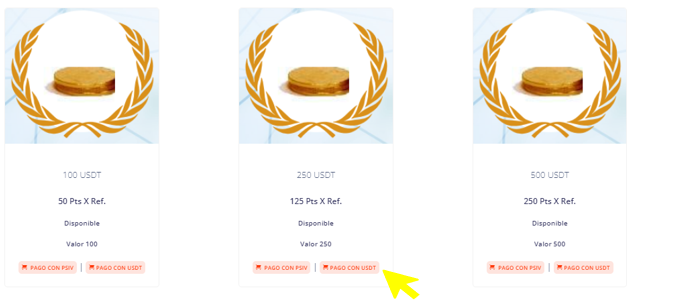 100 USDT
50 Pts X Ref.
Disponible
Valor 100
PAGO CON PSIV | PAGO CON USDT
250 USDT
125 Pts X Ref.
Disponible
Valor 250
PAGO CON PSIV | PAGO CON USDT
500 USDT
250 Pts X Ref.
Disponible
Valor 500
PAGO CON PSIV | PAGO CON USDT